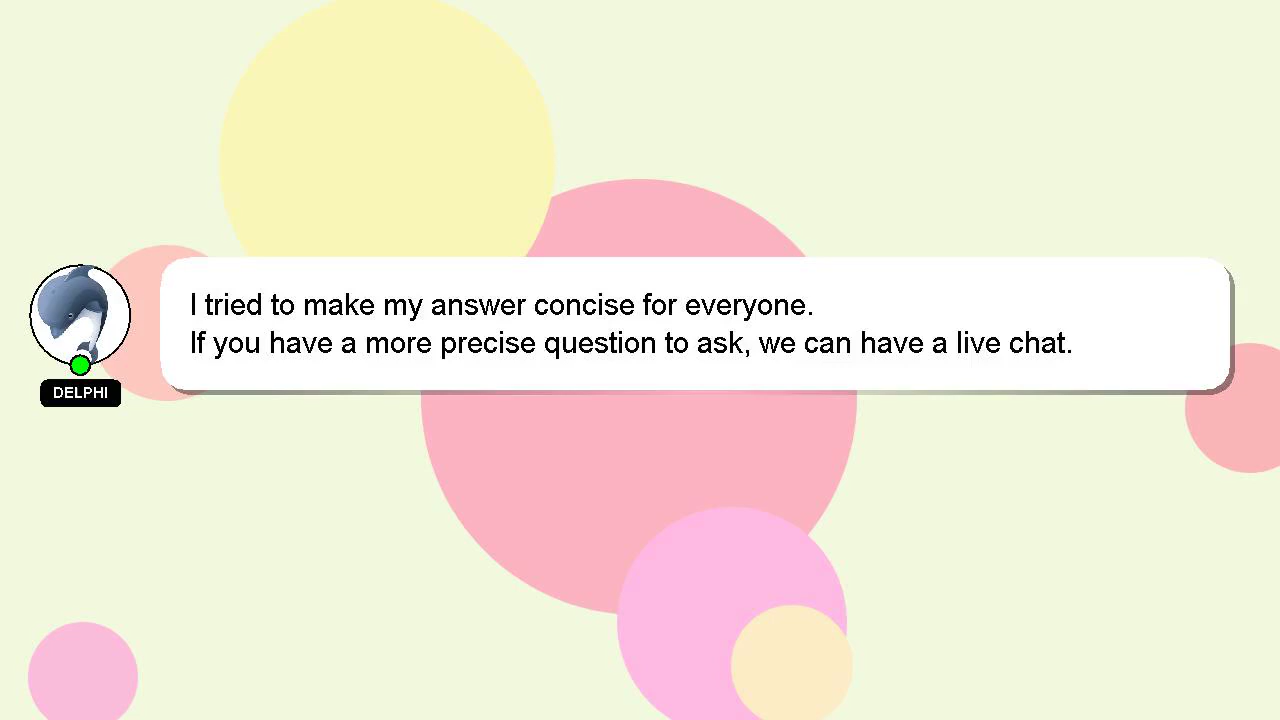 I tried to make my answer concise for everyone.
If you have a more precise question to ask, we can have a live chat.
DELPHI